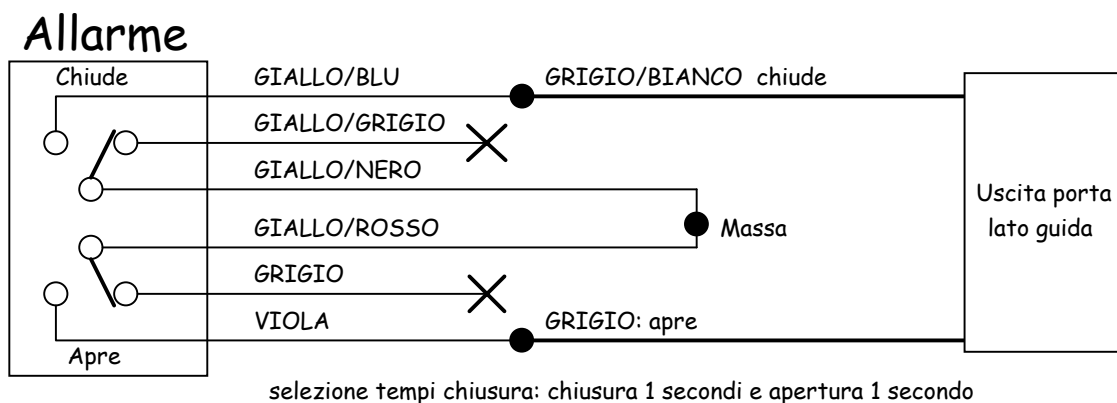 Allarme
Chiude
GIALLO/BLU
GRIGIO/BIANCO chiude
GIALLO/GRIGIO
GIALLO/NERO
Uscita porta
lato guida
GIALLO/ROSSO
Massa
GRIGIO
VIOLA
GRIGIO: apre
Apre
selezione tempi chiusura: chiusura 1 secondi e apertura 1 secondo